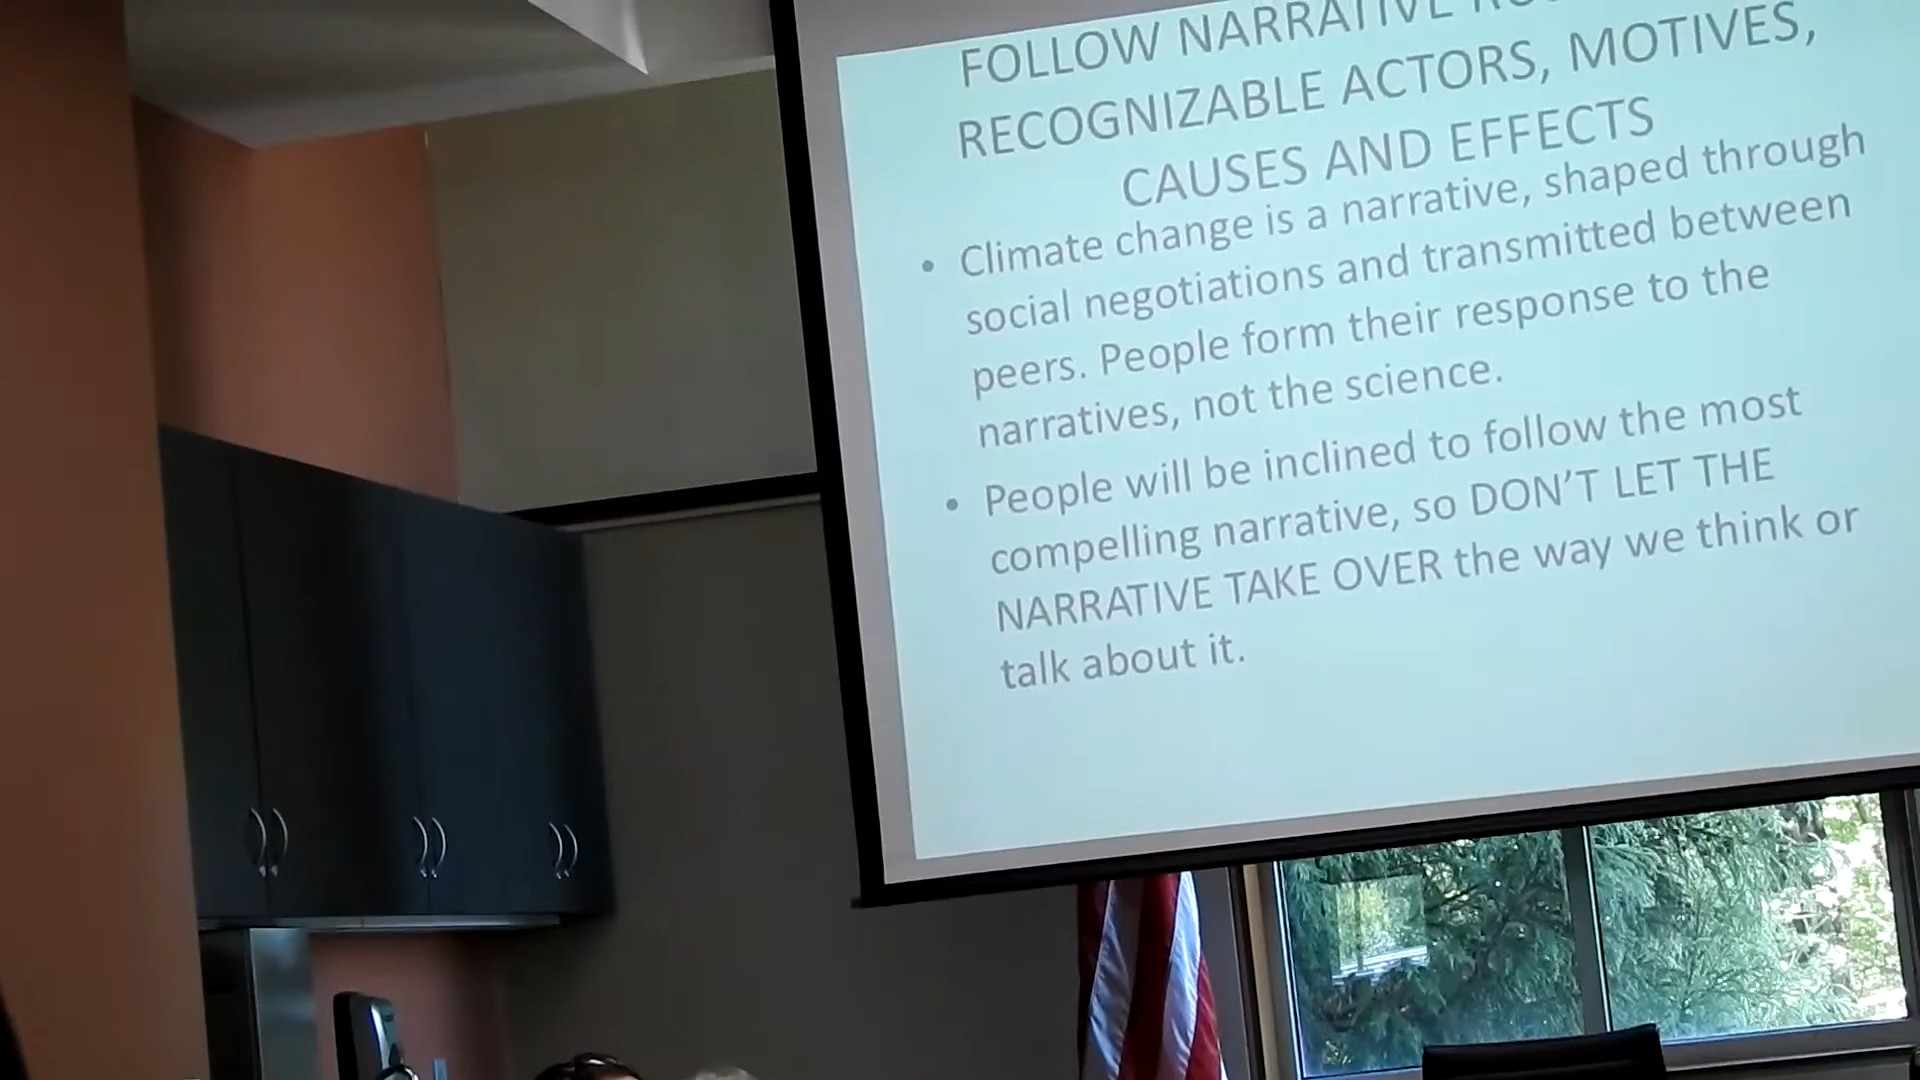 FOLLOW NARRATIVE
RECOGNIZABLE ACTORS, MOTIVES,
CAUSES AND EFFECTS
• Climate change is a narrative, shaped through
social negotiations and transmitted between
peers. People form their response to the
narratives, not the science.
• People will be inclined to follow the most
compelling narrative, so DON'T LET THE
NARRATIVE TAKE OVER the way we think or
talk about it.